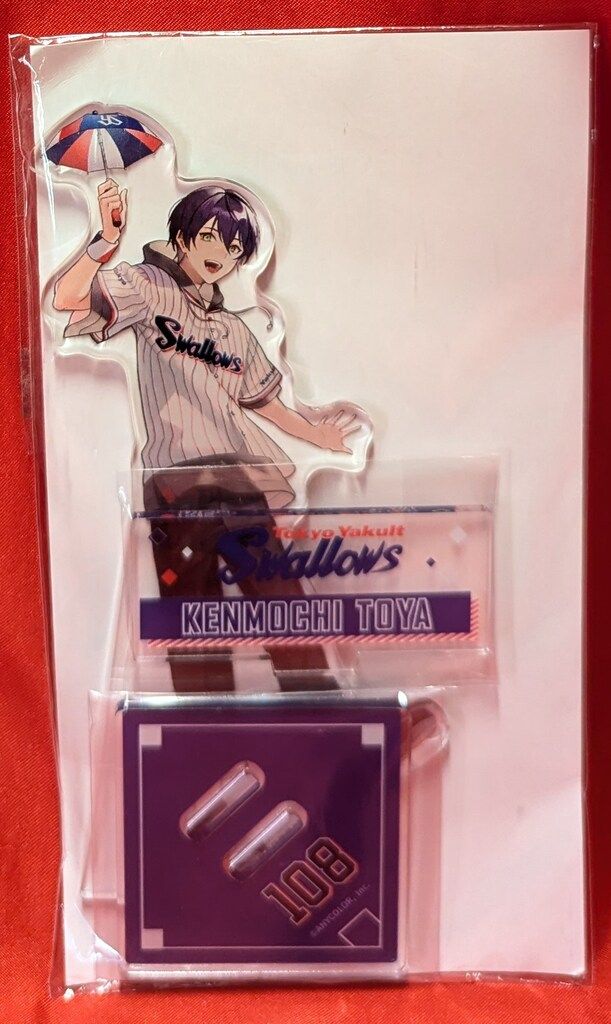 Swallows
Tokyo Yakult
Swallows
KENMOCHI TOYA
108
©ANYCOLOR, Inc.